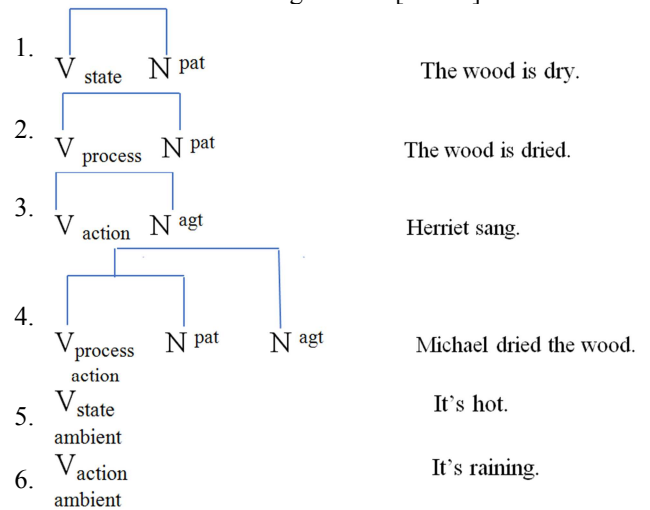 1. V state N pat The wood is dry.
2. V process N pat The wood is dried.
3. V action N agt Herriet sang.
4. V process N pat N agt Michael dried the wood.
action
5. V state It's hot.
ambient
6. V action It's raining.
ambient